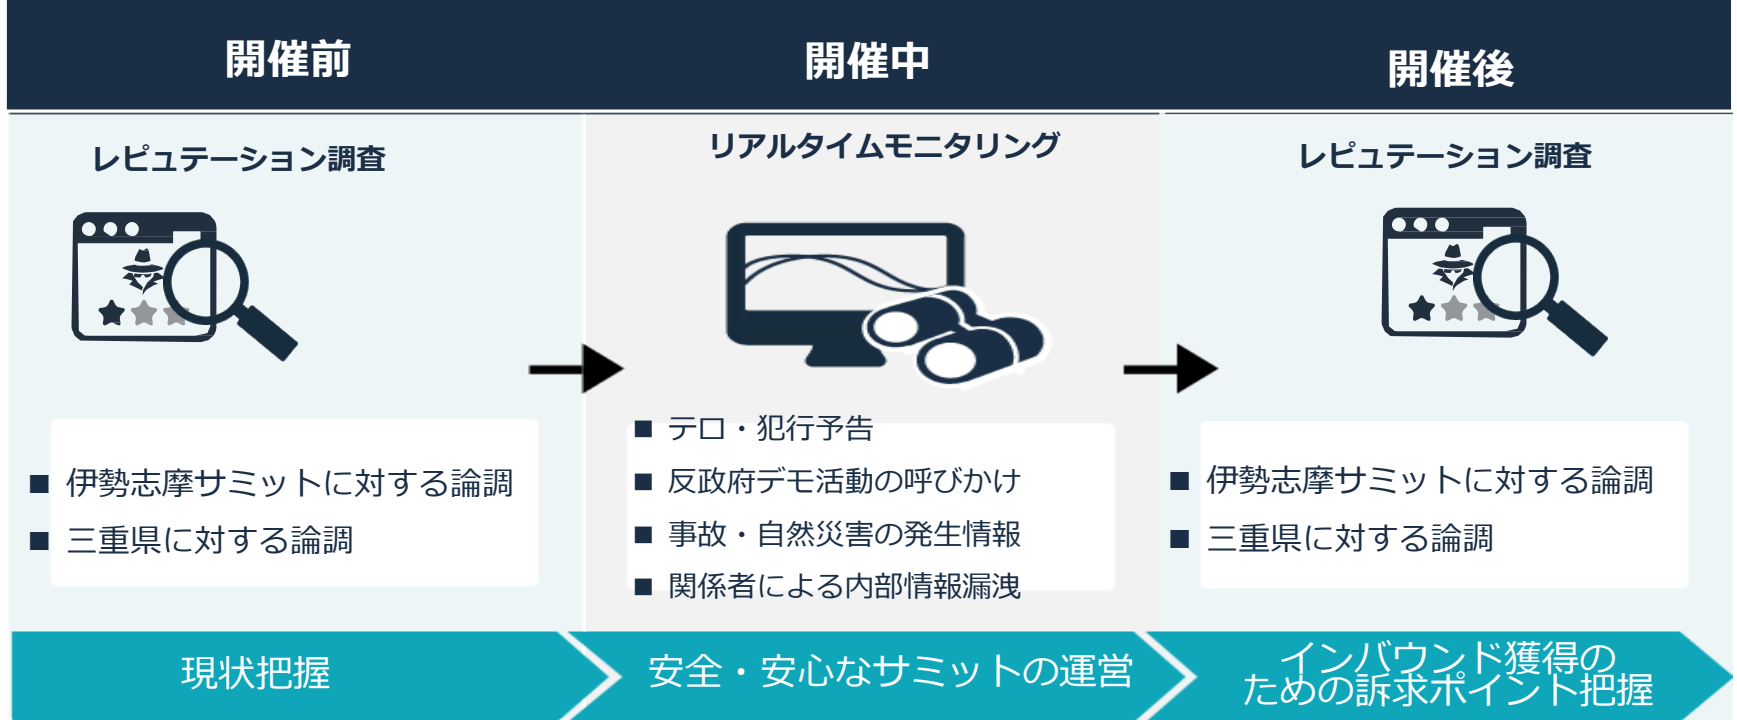 開催前
開催中
開催後
レピュテーション調査
リアルタイムモニタリング
レピュテーション調査
■ 伊勢志摩サミットに対する論調
■ 三重県に対する論調
■ テロ・犯行予告
■ 反政府デモ活動の呼びかけ
■ 事故・自然災害の発生情報
■ 関係者による内部情報漏洩
■ 伊勢志摩サミットに対する論調
■ 三重県に対する論調
現状把握
安全・安心なサミットの運営
インバウンド獲得の
ための訴求ポイント把握